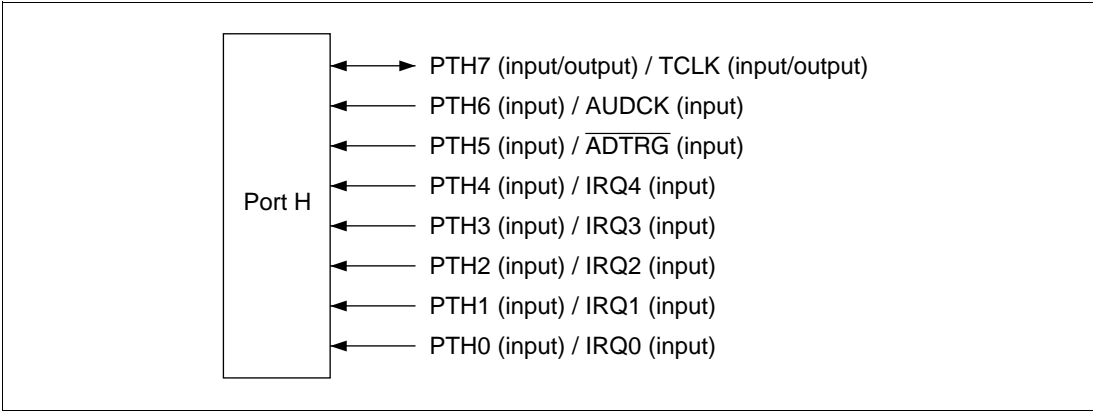 Port H
PTH7 (input/output) / TCLK (input/output)
PTH6 (input) / AUDCK (input)
PTH5 (input) / A̅D̅T̅R̅G̅ (input)
PTH4 (input) / IRQ4 (input)
PTH3 (input) / IRQ3 (input)
PTH2 (input) / IRQ2 (input)
PTH1 (input) / IRQ1 (input)
PTH0 (input) / IRQ0 (input)